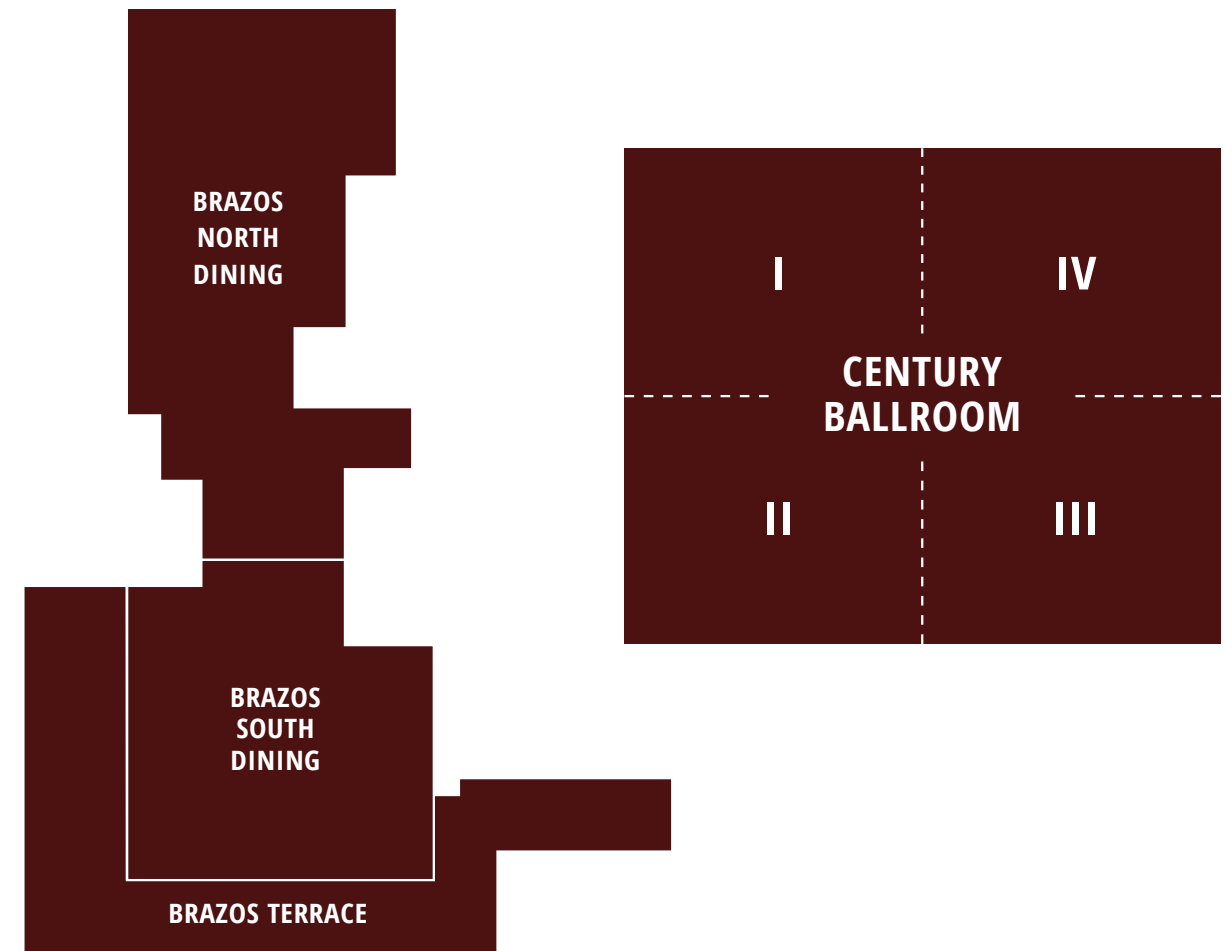 BRAZOS
NORTH
DINING
I
IV
CENTURY
BALLROOM
II
III
BRAZOS
SOUTH
DINING
BRAZOS TERRACE